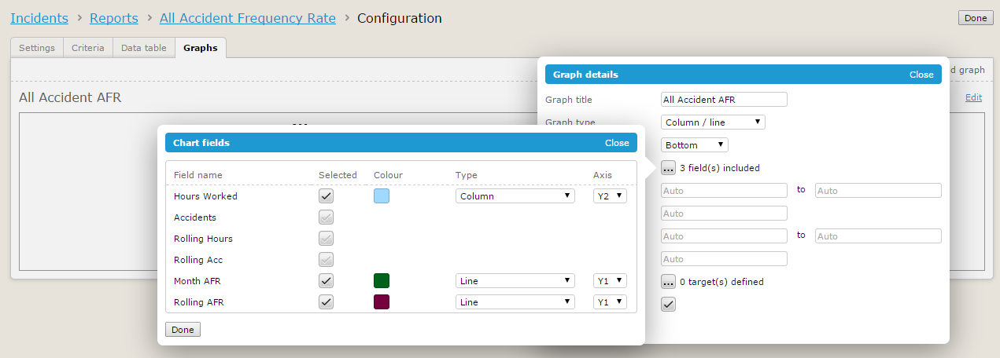 Incidents > Reports > All Accident Frequency Rate > Configuration
Done
Settings Criteria Data table Graphs
d graph
All Accident AFR
Edit
Graph details Close
Graph title All Accident AFR
Graph type Column / line
Bottom
... 3 field(s) included
Auto to Auto
Auto
Auto to Auto
Auto
... 0 target(s) defined
Chart fields Close
Field name Selected Colour Type Axis
Hours Worked Column Y2
Accidents
Rolling Hours
Rolling Acc
Month AFR Line Y1
Rolling AFR Line Y1
Done